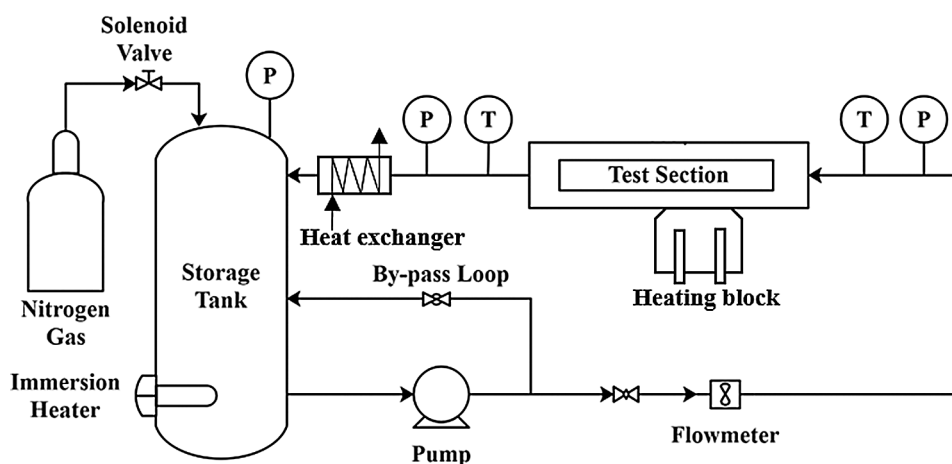 Solenoid
Valve
P
P
T
T
P
Test Section
Heat exchanger
Storage
Tank
By-pass Loop
Heating block
Nitrogen
Gas
Immersion
Heater
Pump
Flowmeter